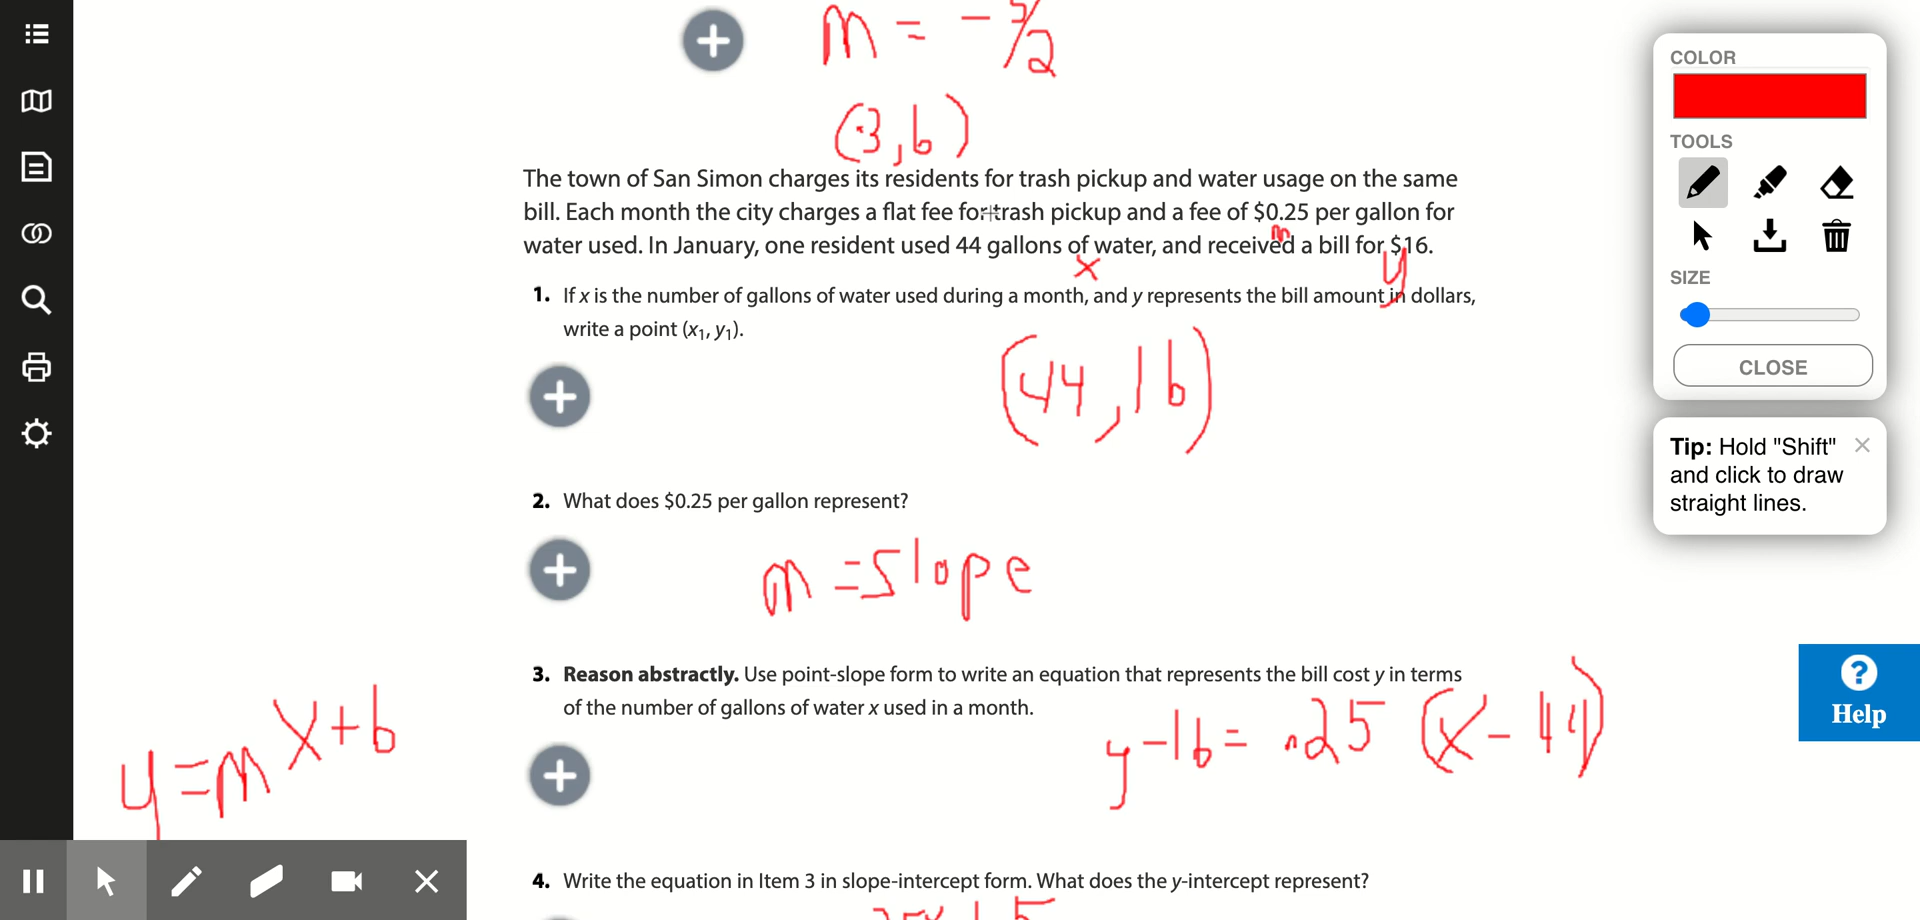 m = - 5/2
(3,6)
The town of San Simon charges its residents for trash pickup and water usage on the same
bill. Each month the city charges a flat fee for trash pickup and a fee of $0.25 per gallon for
water used. In January, one resident used 44 gallons of water, and received a bill for $16.
m
x
y
1. If x is the number of gallons of water used during a month, and y represents the bill amount in dollars,
write a point (x₁, y₁).
(44,16)
2. What does $0.25 per gallon represent?
m = slope
3. Reason abstractly. Use point-slope form to write an equation that represents the bill cost y in terms
of the number of gallons of water x used in a month.
y-16 = .25 (x-44)
y=mx+b
4. Write the equation in Item 3 in slope-intercept form. What does the y-intercept represent?
COLOR
TOOLS
SIZE
CLOSE
Tip: Hold "Shift"
and click to draw
straight lines.
Help